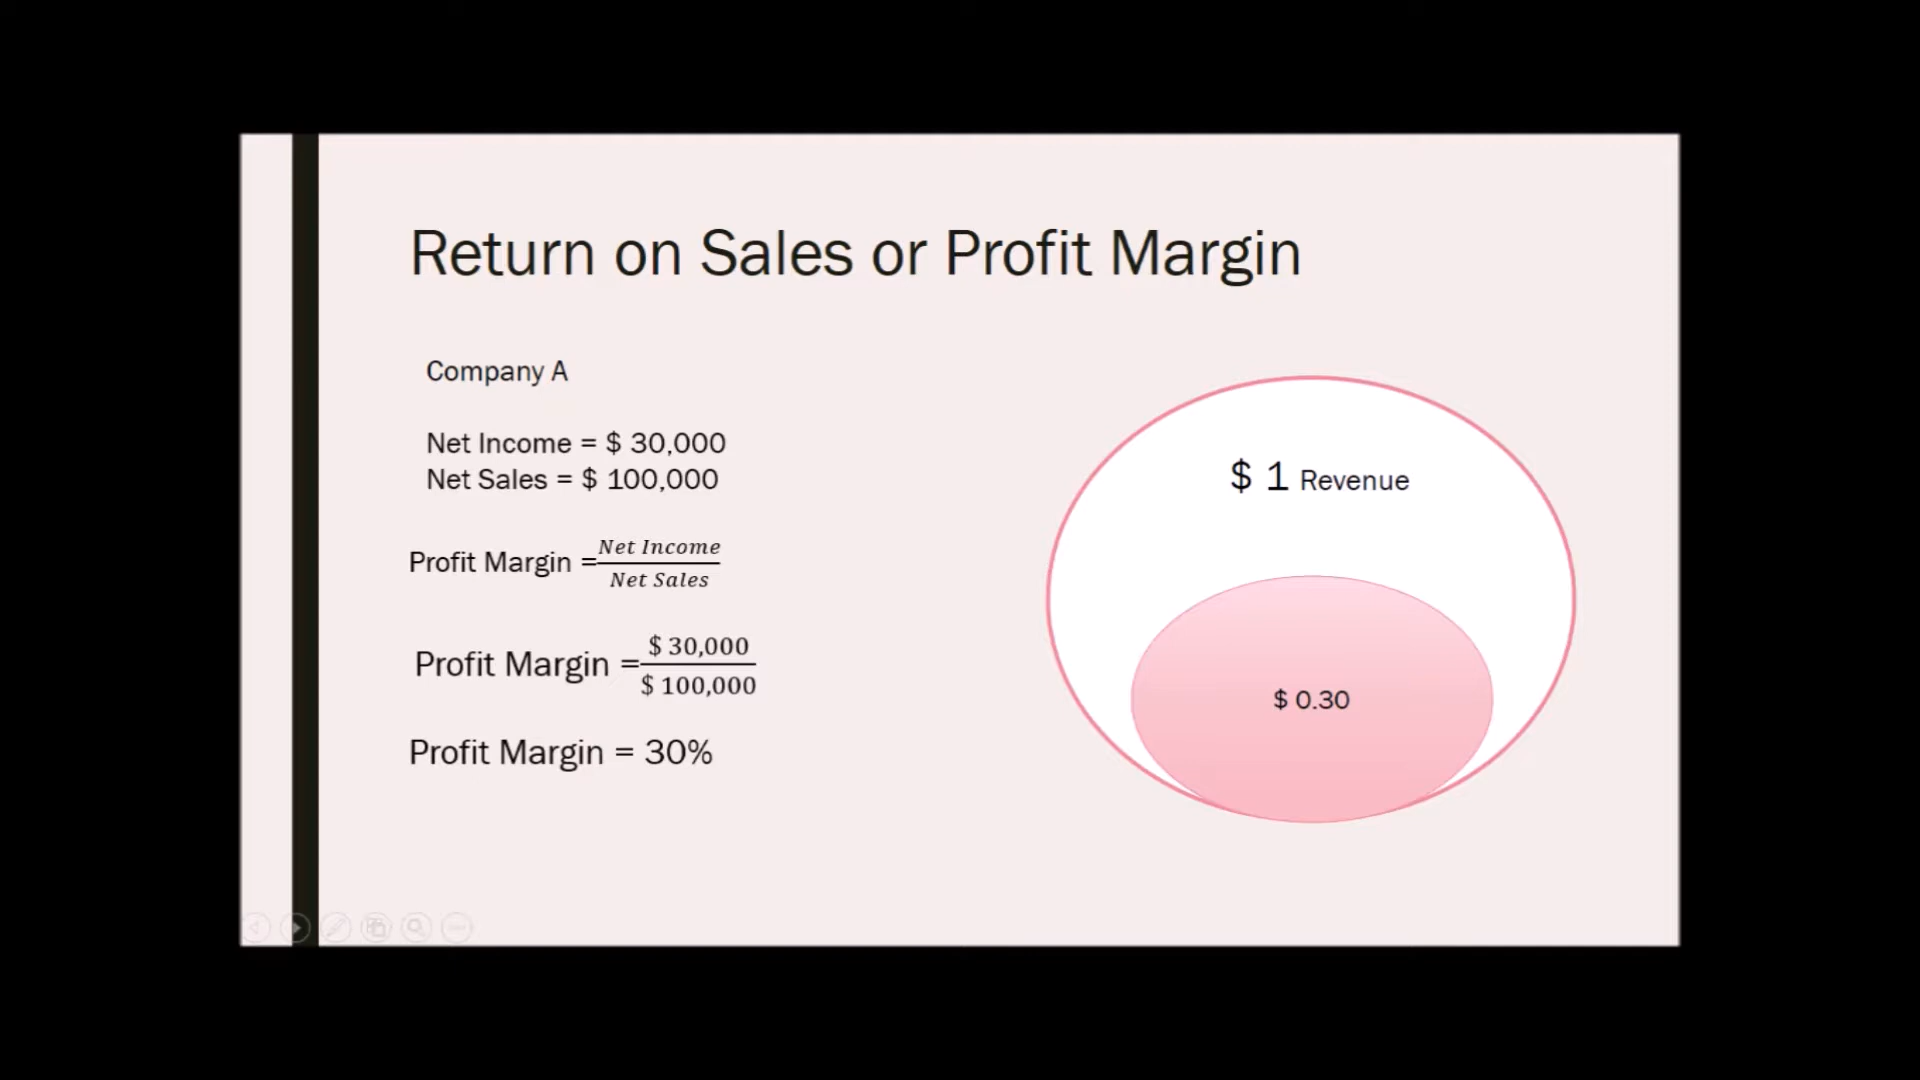 Return on Sales or Profit Margin
Company A
Net Income = $ 30,000
Net Sales = $ 100,000
Profit Margin = Net Income / Net Sales
Profit Margin = $ 30,000 / $ 100,000
Profit Margin = 30%
$ 1 Revenue
$ 0.30